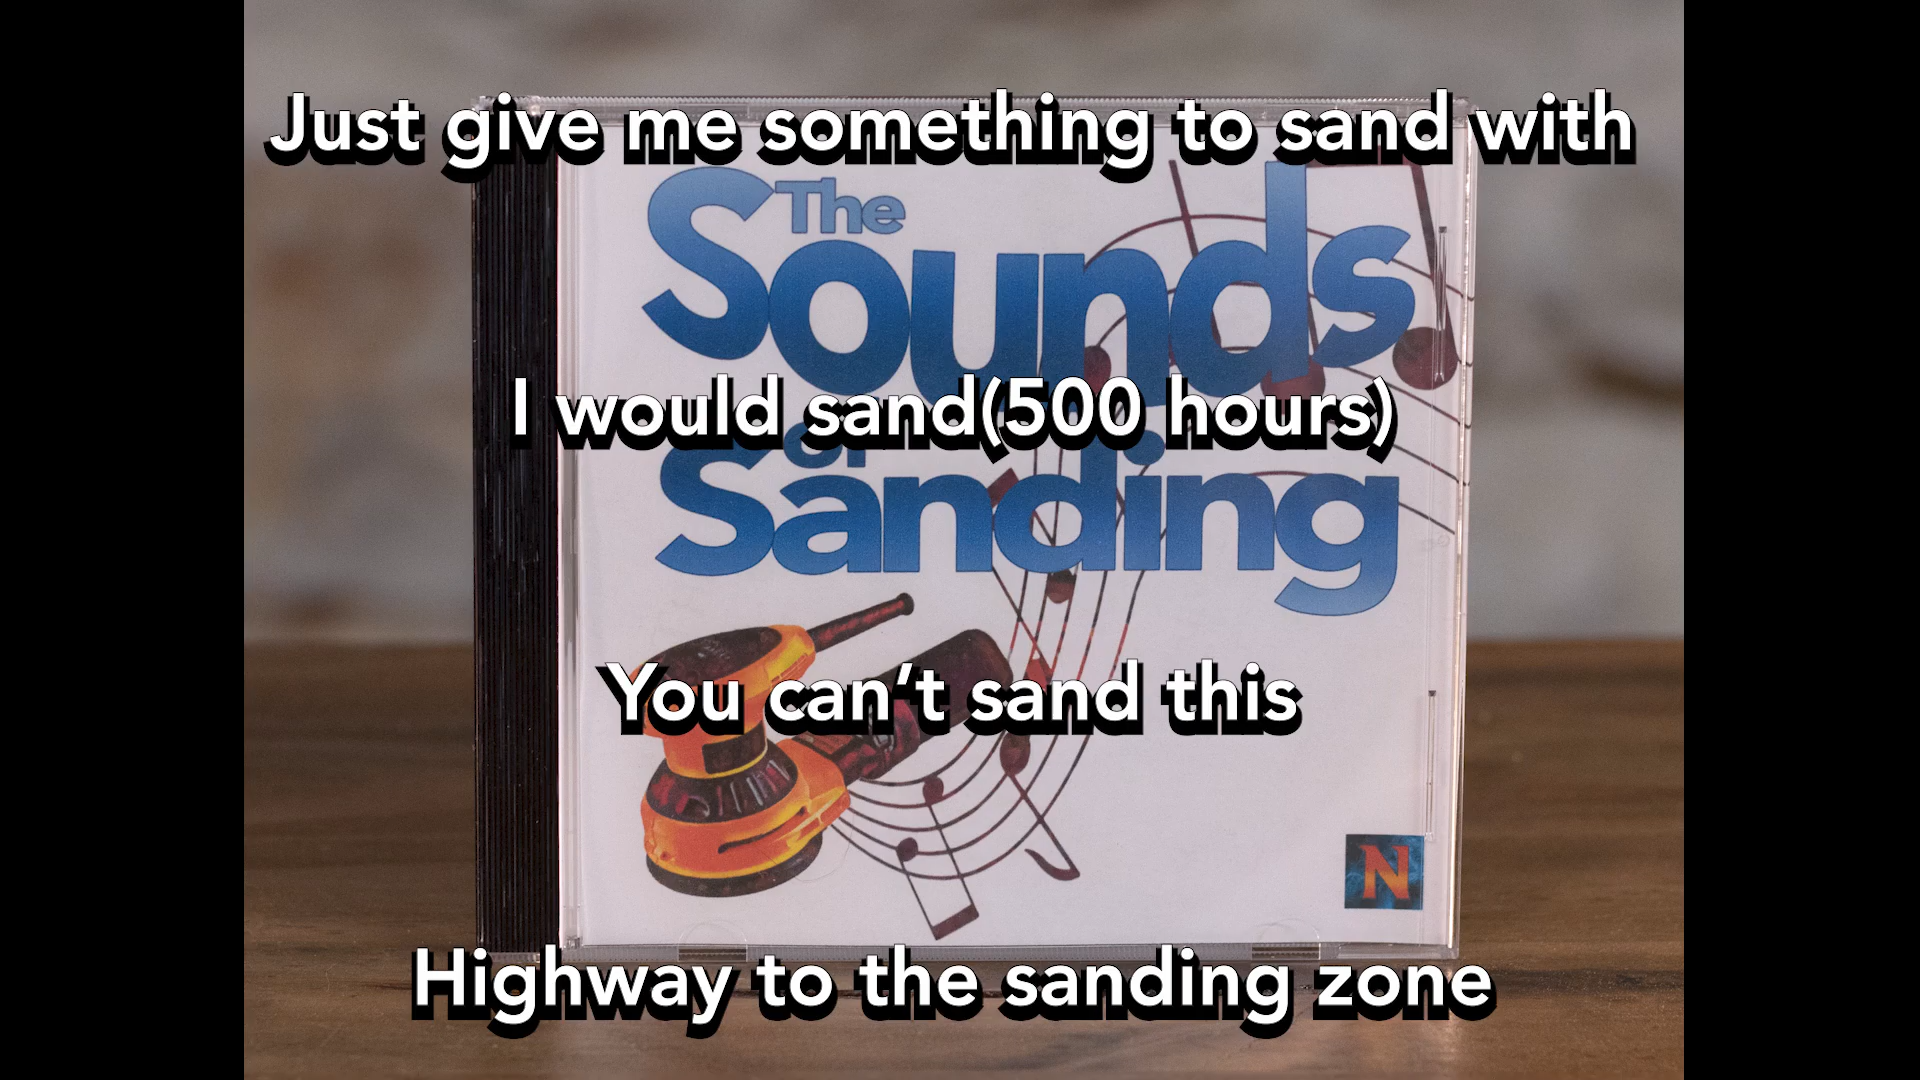 Just give me something to sand with
The
Sounds
I would sand(500 hours)
of
Sanding
You can't sand this
N
Highway to the sanding zone